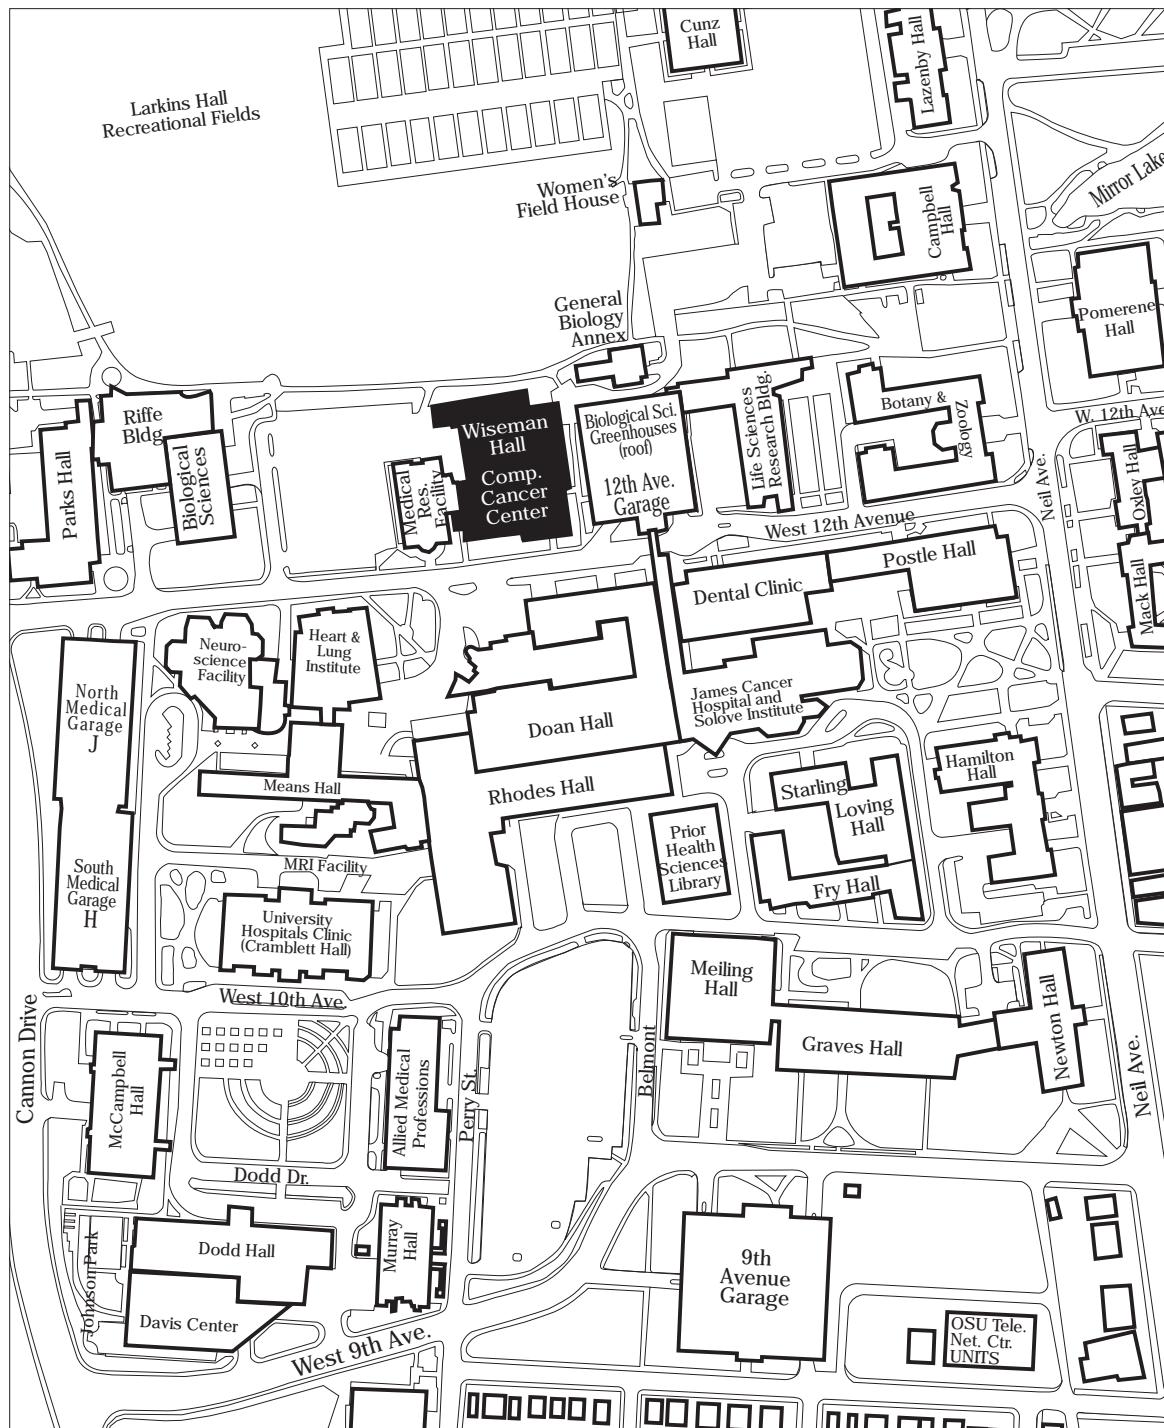 Cunz
Hall
Lazenby Hall
Larkins Hall
Recreational Fields
Women's
Field House
Mirror Lake
Campbell
Hall
General
Biology
Annex
Pomerene
Hall
Riffe
Bldg.
Parks Hall
Biological
Sciences
Wiseman
Hall
Comp.
Cancer
Center
Medical
Res.
Facility
Biological Sci.
Greenhouses
(roof)
12th Ave.
Garage
Life Sciences
Research Bldg.
Botany &
Zoology
W. 12th Ave
Neil Ave.
Oxley Hall
West 12th Avenue
Postle Hall
Dental Clinic
Mack Hall
Neuro-
science
Facility
Heart &
Lung
Institute
North
Medical
Garage
J
James Cancer
Hospital and
Solove Institute
Doan Hall
Rhodes Hall
Means Hall
Hamilton
Hall
Starling
Loving
Hall
Prior
Health
Sciences
Library
MRI Facility
South
Medical
Garage
H
Fry Hall
University
Hospitals Clinic
(Cramblett Hall)
Meiling
Hall
Newton Hall
West 10th Ave.
Cannon Drive
Graves Hall
Belmont
Neil Ave.
McCampbell
Hall
Allied Medical
Professions
Perry St.
Dodd Dr.
Dodd Hall
Murray
Hall
9th
Avenue
Garage
Johnson Park
Davis Center
West 9th Ave.
OSU Tele.
Net. Ctr.
UNITS